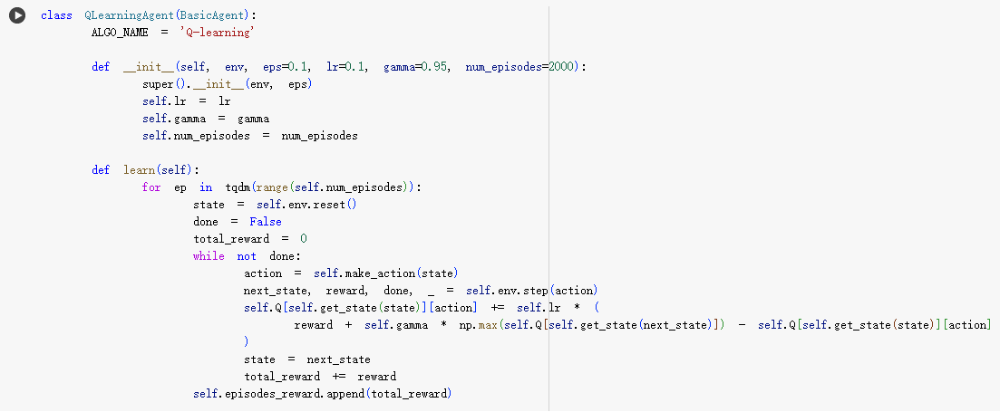 class QLearningAgent(BasicAgent):
    ALGO_NAME = 'Q-learning'

    def __init__(self, env, eps=0.1, lr=0.1, gamma=0.95, num_episodes=2000):
        super().__init__(env, eps)
        self.lr = lr
        self.gamma = gamma
        self.num_episodes = num_episodes

    def learn(self):
        for ep in tqdm(range(self.num_episodes)):
            state = self.env.reset()
            done = False
            total_reward = 0
            while not done:
                action = self.make_action(state)
                next_state, reward, done, _ = self.env.step(action)
                self.Q[self.get_state(state)][action] += self.lr * (
                    reward + self.gamma * np.max(self.Q[self.get_state(next_state)]) - self.Q[self.get_state(state)][action]
                )
                state = next_state
                total_reward += reward
            self.episodes_reward.append(total_reward)